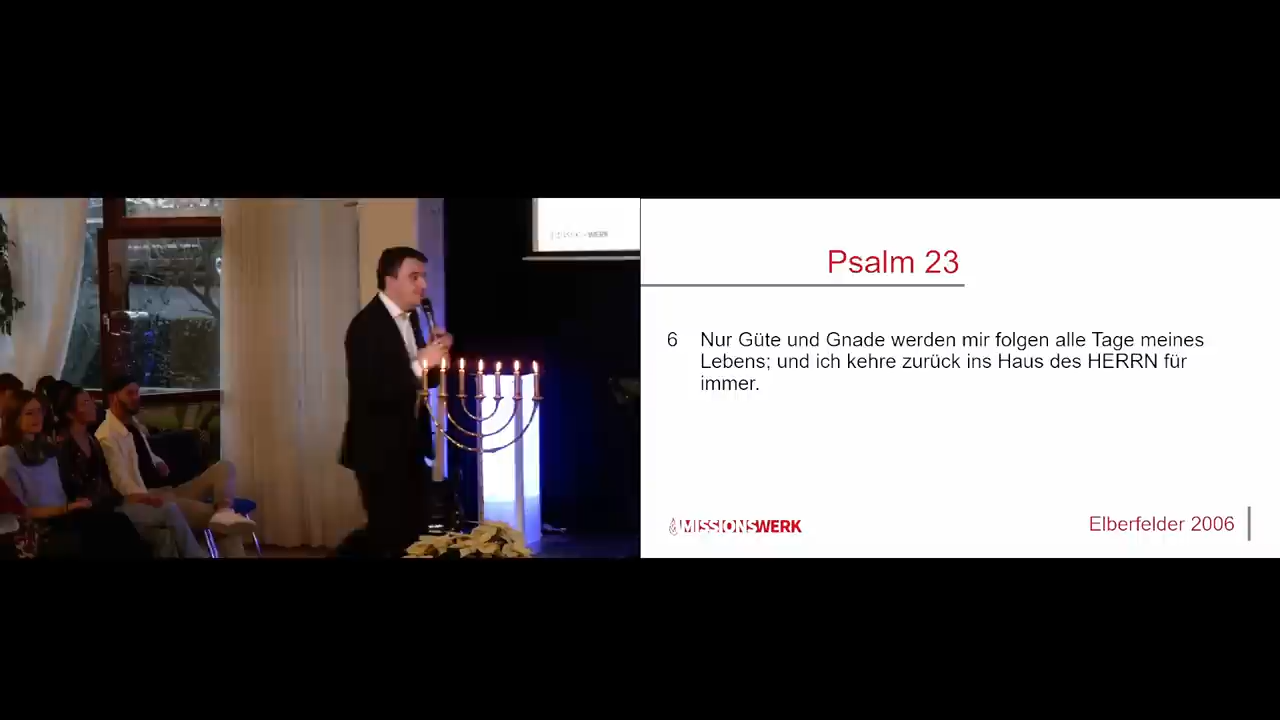 Psalm 23
6 Nur Güte und Gnade werden mir folgen alle Tage meines
Lebens; und ich kehre zurück ins Haus des HERRN für
immer.
MISSIONSWERK
Elberfelder 2006